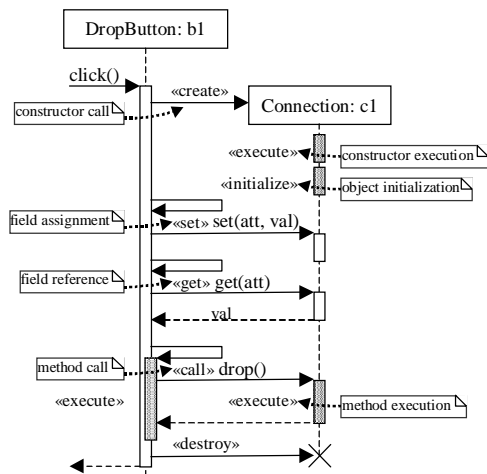 DropButton: b1
click()
«create»
Connection: c1
constructor call
«execute»
constructor execution
«initialize»
object initialization
field assignment
«set» set(att, val)
field reference
«get» get(att)
val
method call
«call» drop()
«execute»
«execute»
method execution
«destroy»